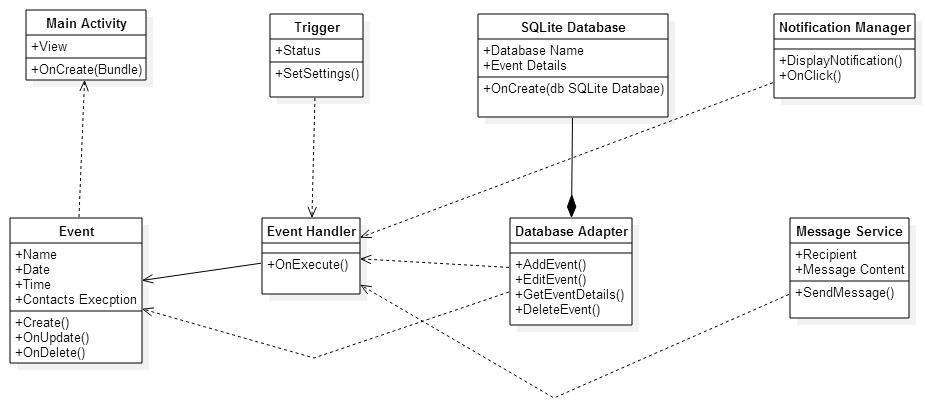 Main Activity
+View
+OnCreate(Bundle)
Trigger
+Status
+SetSettings()
SQLite Database
+Database Name
+Event Details
+OnCreate(db SQLite Databae)
Notification Manager
+DisplayNotification()
+OnClick()
Event
+Name
+Date
+Time
+Contacts Execption
+Create()
+OnUpdate()
+OnDelete()
Event Handler
+OnExecute()
Database Adapter
+AddEvent()
+EditEvent()
+GetEventDetails()
+DeleteEvent()
Message Service
+Recipient
+Message Content
+SendMessage()